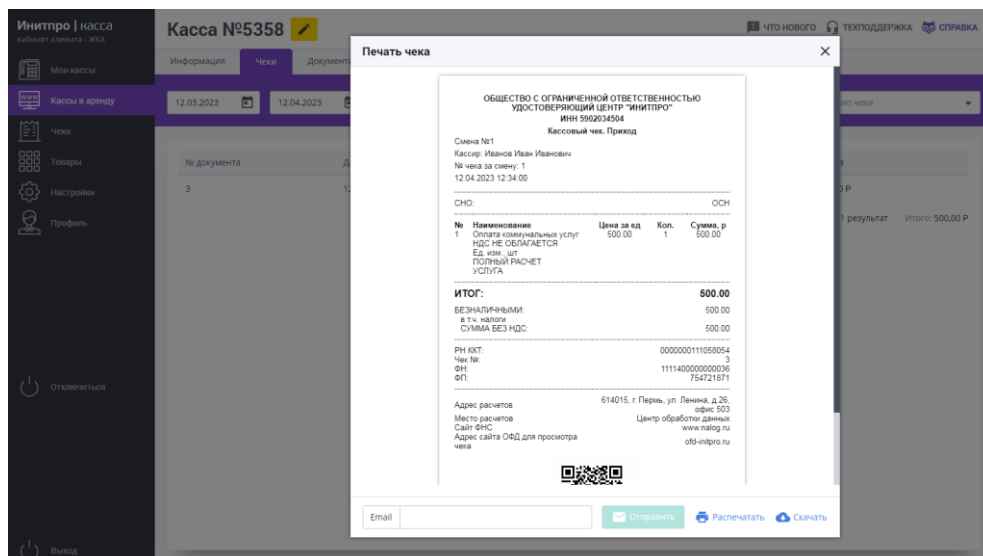 Инитпро | касса
кабинет клиента - ЖКХ
Мои кассы
Кассы в аренду
Чеки
Товары
Настройки
Профиль
Отключиться
Выход
Касса №5358
ЧТО НОВОГО
ТЕХПОДДЕРЖКА
СПРАВКА
Информация
Чеки
Документы
12.03.2023
12.04.2023
чека
№ документа
3
1 результат
Итого: 500,00 Р
Печать чека
ОБЩЕСТВО С ОГРАНИЧЕННОЙ ОТВЕТСТВЕННОСТЬЮ
УДОСТОВЕРЯЮЩИЙ ЦЕНТР "ИНИТПРО"
ИНН 5902034504
Кассовый чек. Приход
Смена №1
Кассир: Иванов Иван Иванович
№ чека за смену: 1
12.04.2023 12:34:00
СНО: ОСН
№ Наименование Цена за ед Кол. Сумма, р
1 Оплата коммунальных услуг 500.00 1 500.00
НДС НЕ ОБЛАГАЕТСЯ
Ед. изм.: шт
ПОЛНЫЙ РАСЧЕТ
УСЛУГА
ИТОГ: 500.00
БЕЗНАЛИЧНЫМИ: 500.00
в т.ч. налоги
СУММА БЕЗ НДС: 500.00
РН ККТ: 0000000111058054
Чек №: 3
ФН: 1111400000000036
ФП: 754721871
Адрес расчетов 614015, г. Пермь, ул. Ленина, д.26,
офис 503
Место расчетов Центр обработки данных
Сайт ФНС www.nalog.ru
Адрес сайта ОФД для просмотра
чека ofd-initpro.ru
Email
Отправить
Распечатать
Скачать